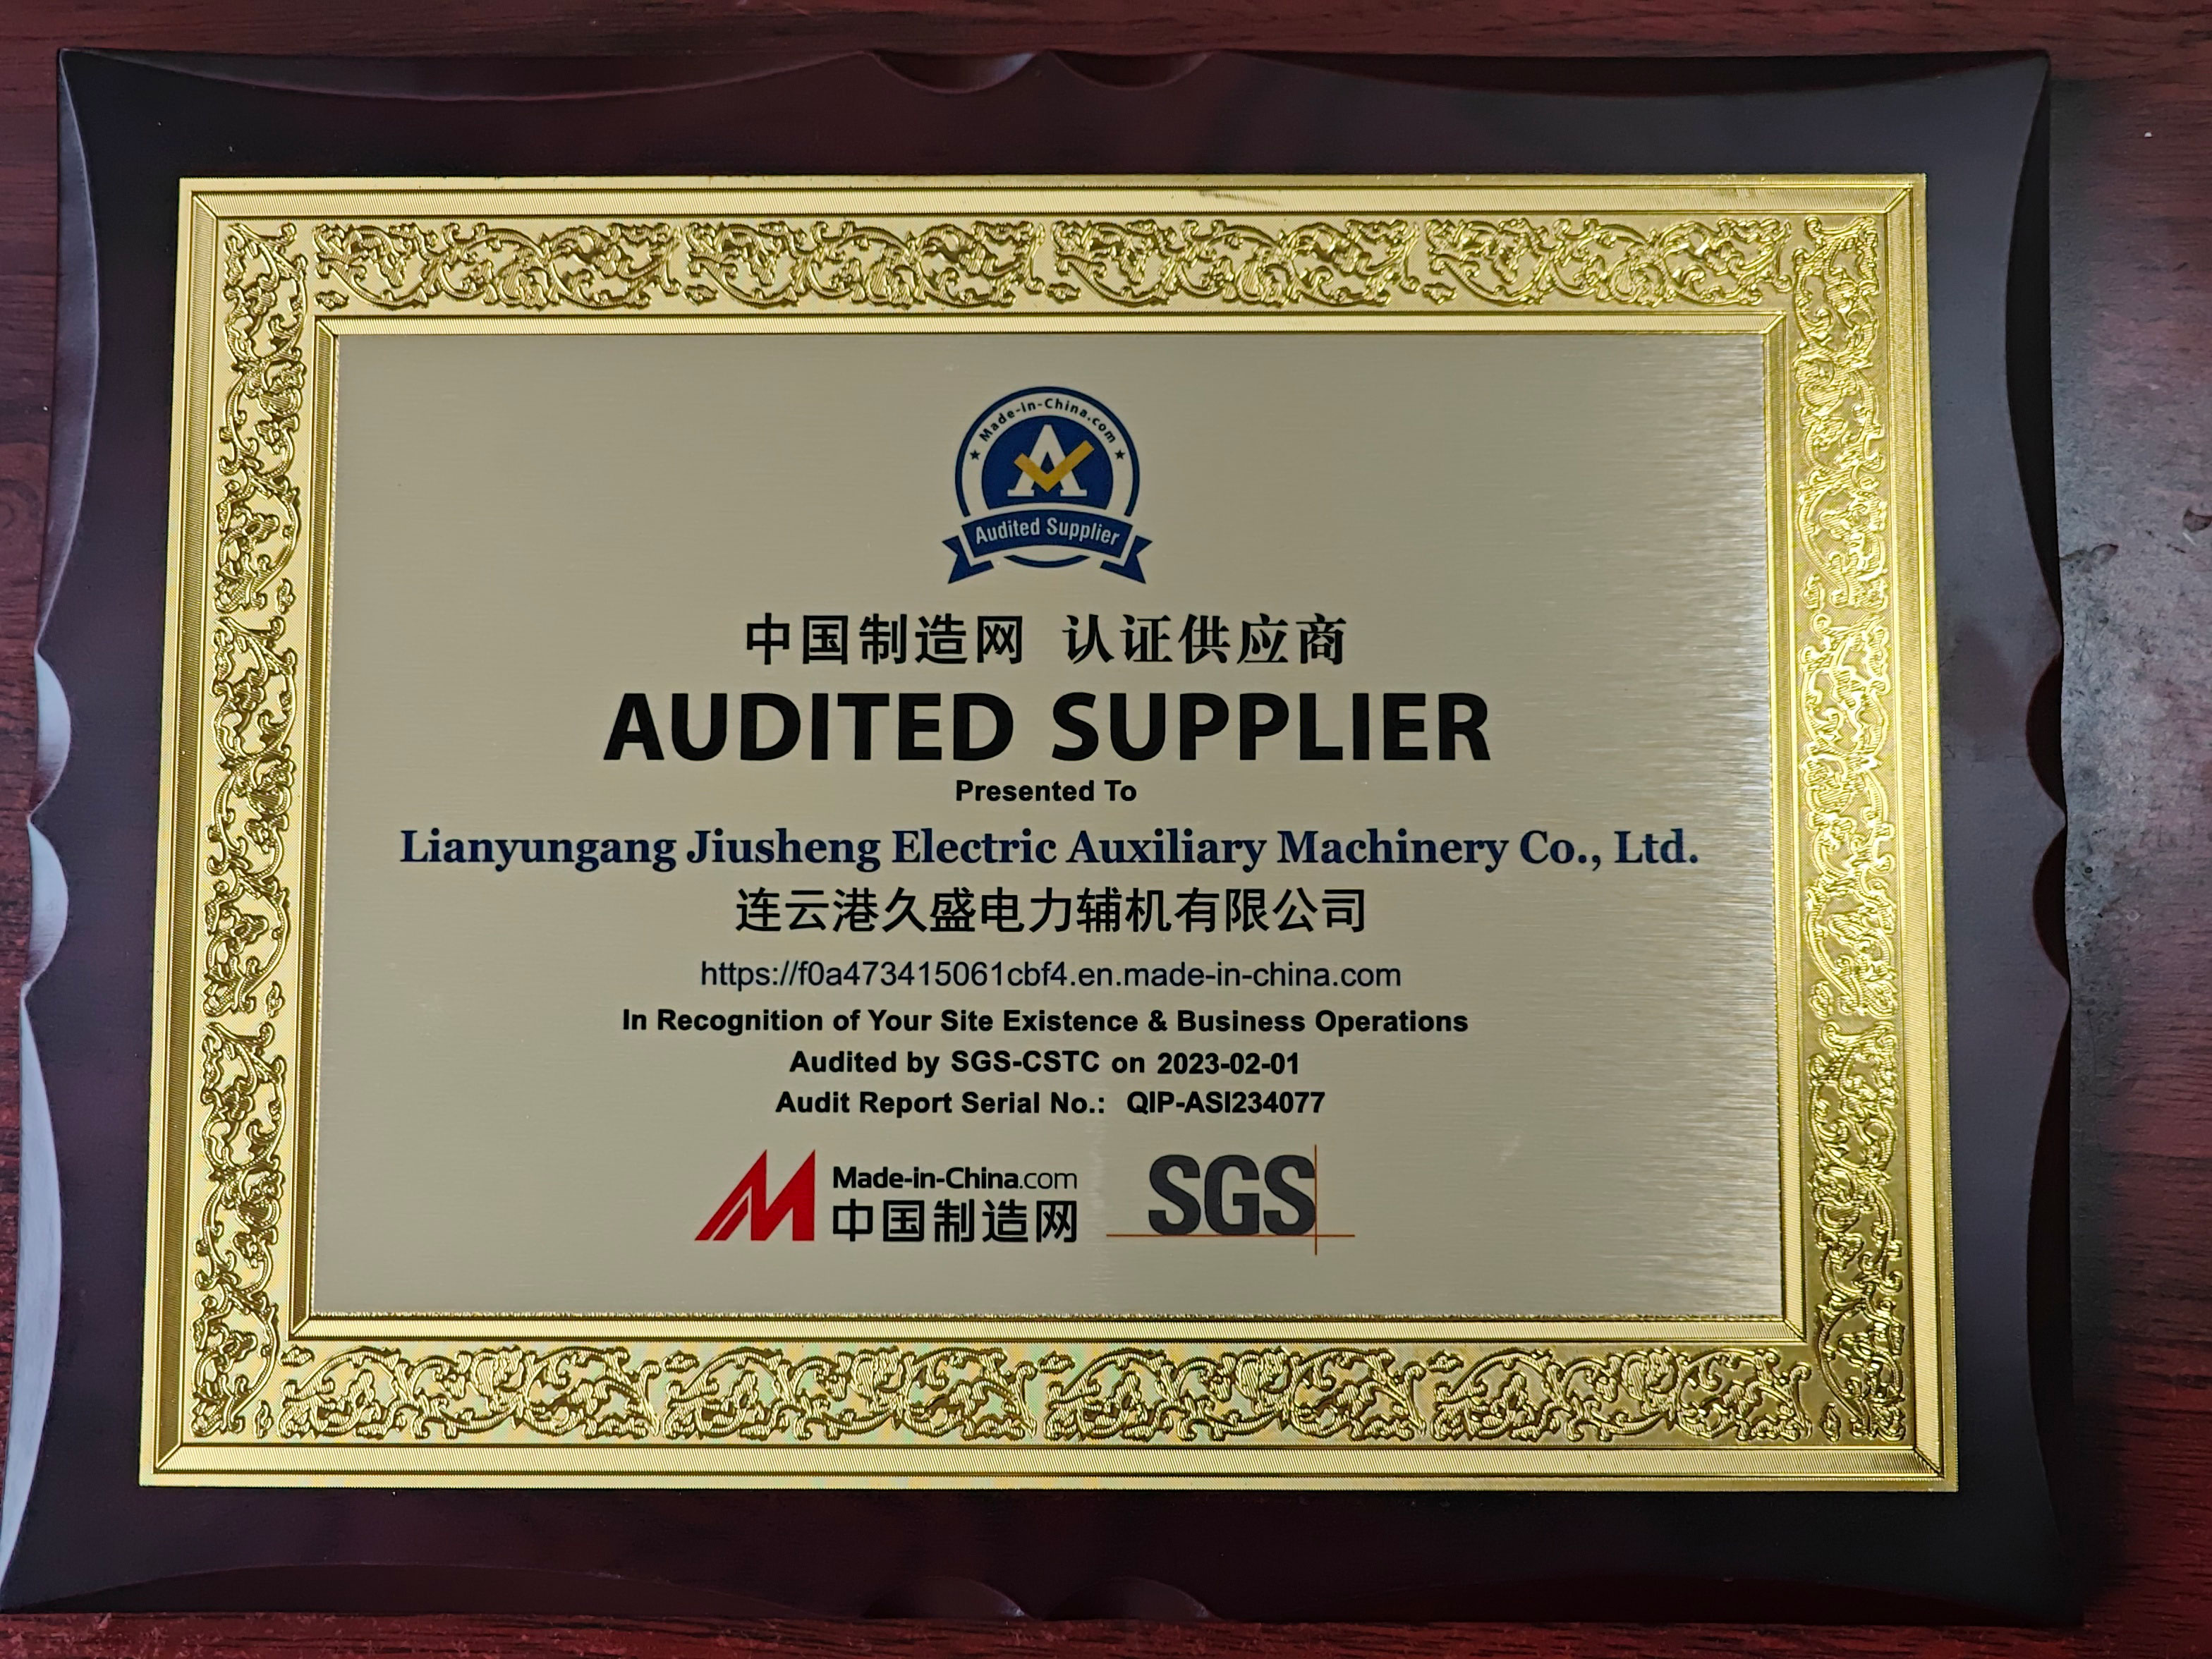 Made-in-China.com
A
Audited Supplier
中国制造网 认证供应商
AUDITED SUPPLIER
Presented To
Lianyungang Jiusheng Electric Auxiliary Machinery Co., Ltd.
连云港久盛电力辅机有限公司
https://f0a473415061cbf4.en.made-in-china.com
In Recognition of Your Site Existence & Business Operations
Audited by SGS-CSTC on 2023-02-01
Audit Report Serial No.: QIP-ASI234077
Made-in-China.com
中国制造网
SGS